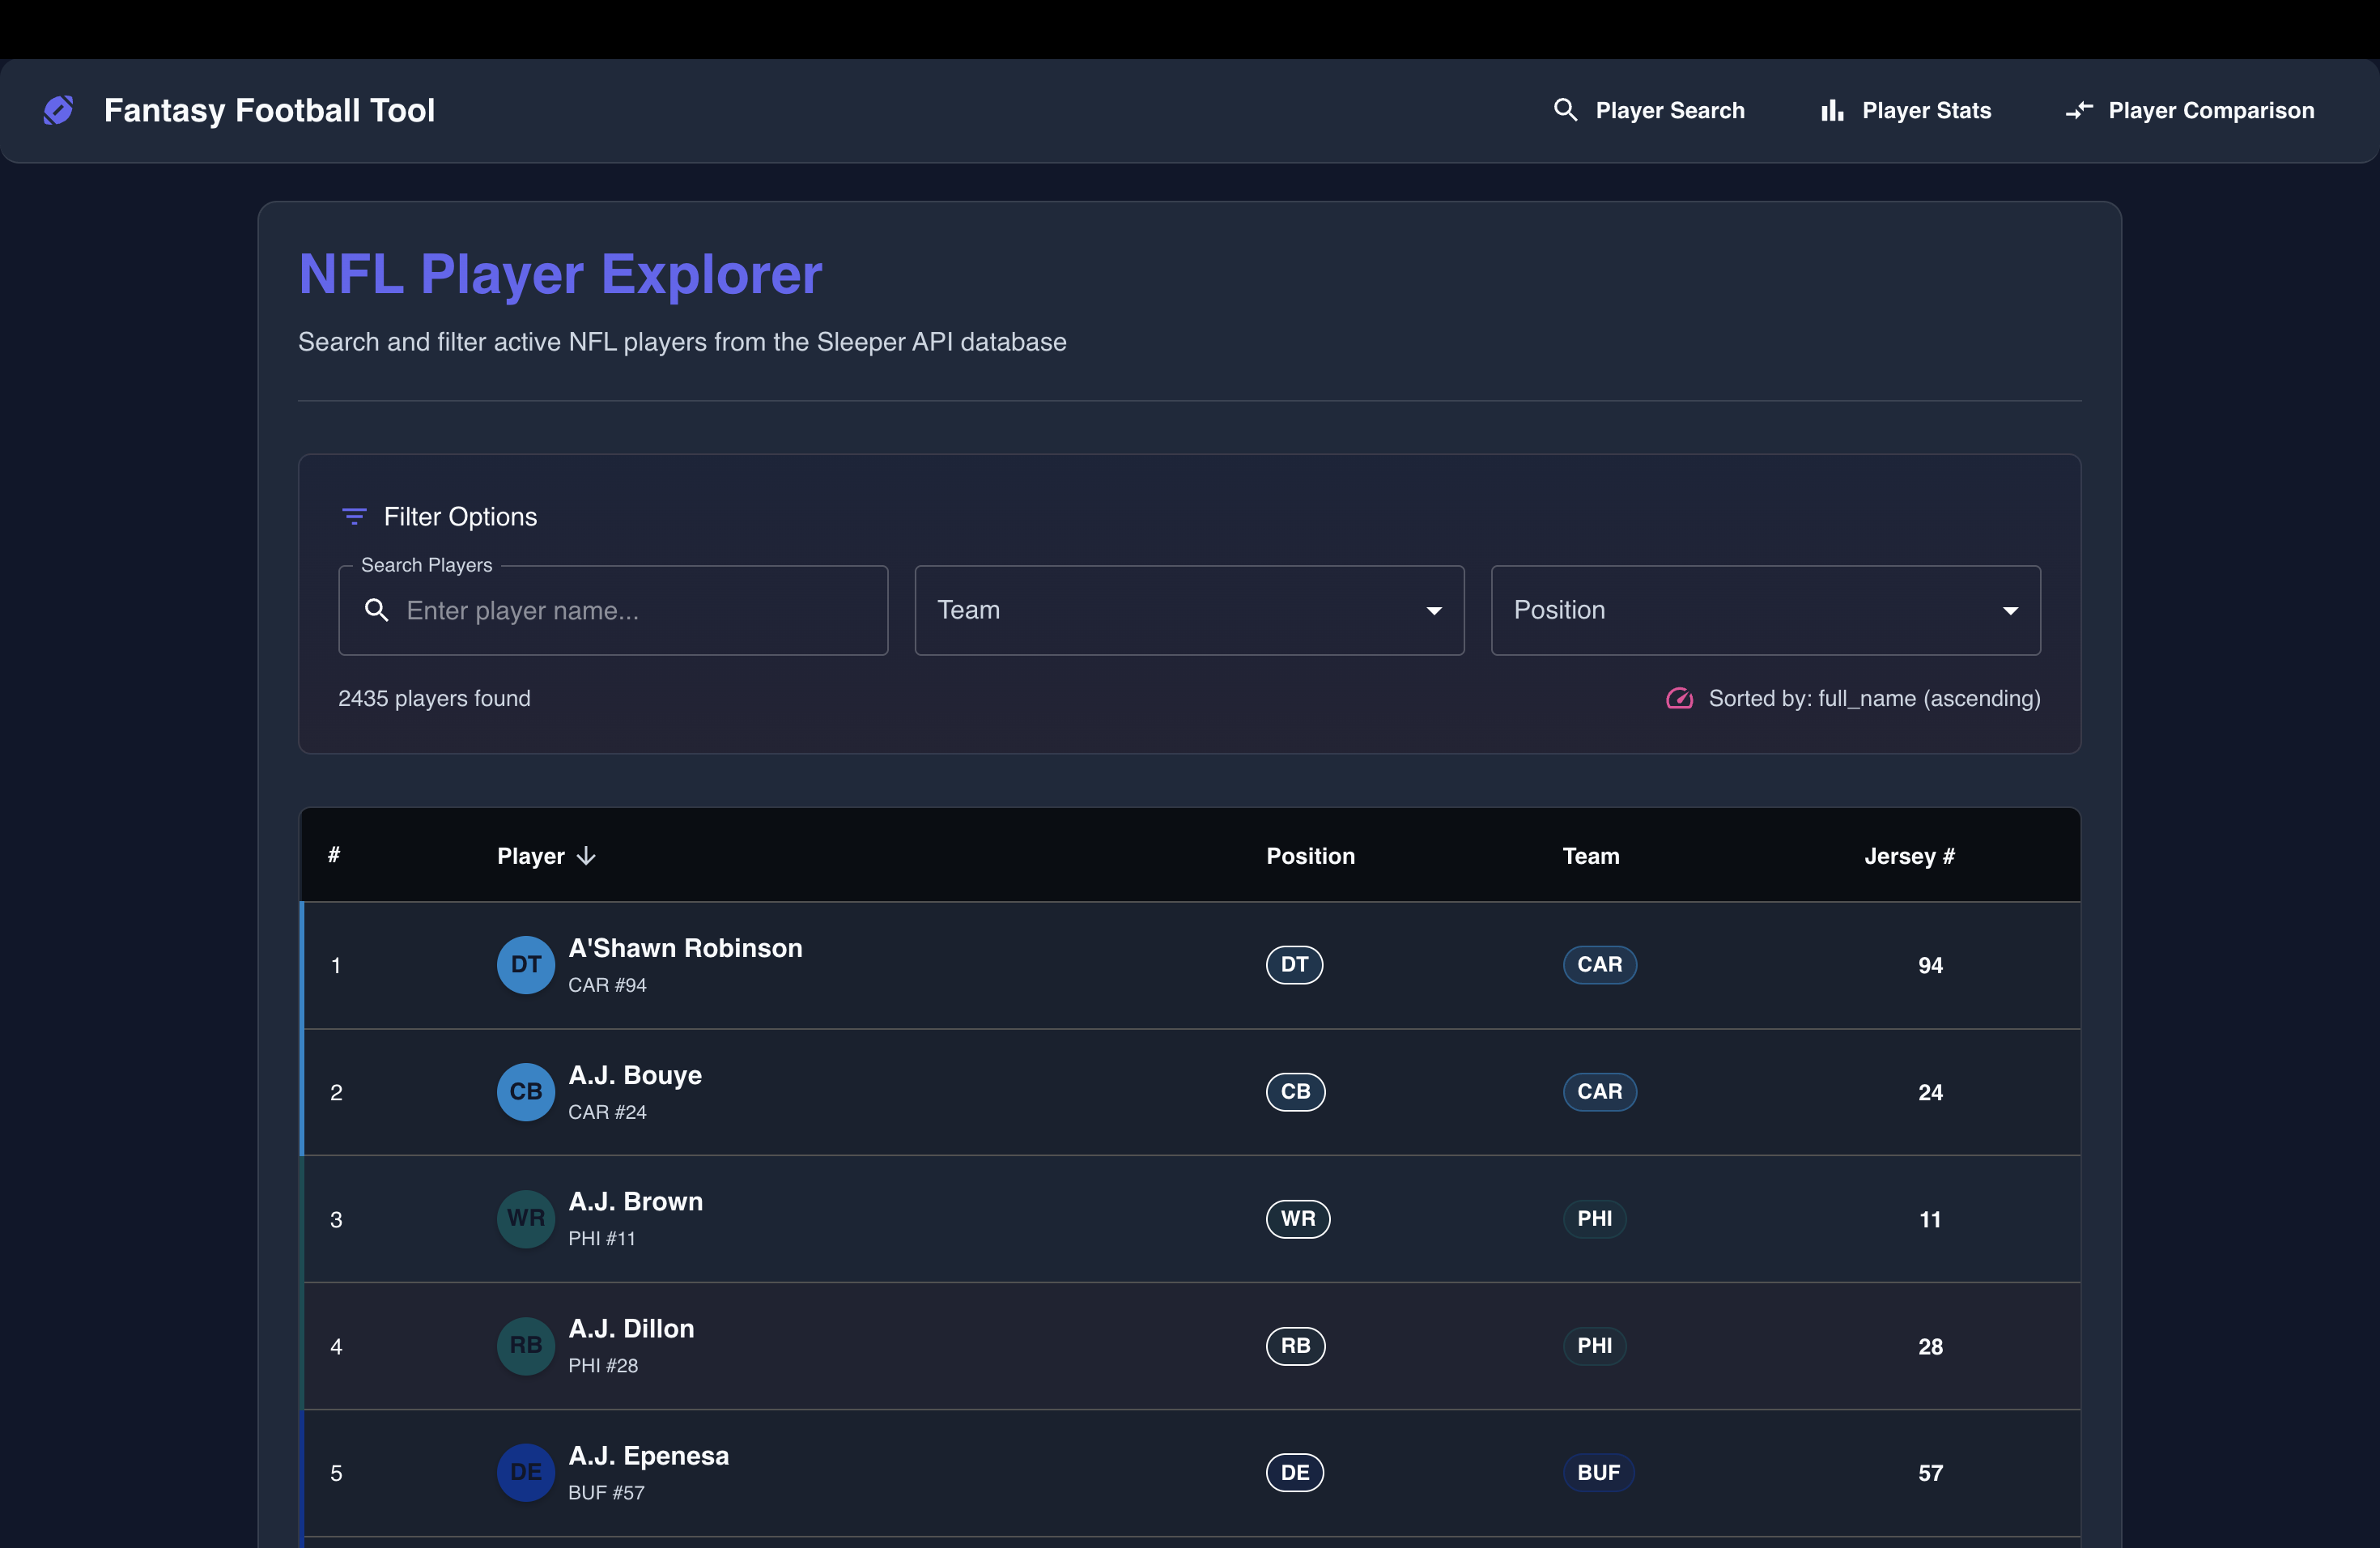 Fantasy Football Tool
Player Search
Player Stats
Player Comparison
NFL Player Explorer
Search and filter active NFL players from the Sleeper API database
Filter Options
Search Players
Enter player name...
Team
Position
2435 players found
Sorted by: full_name (ascending)
# Player Position Team Jersey #
1 DT A'Shawn Robinson DT CAR 94
CAR #94
2 CB A.J. Bouye CB CAR 24
CAR #24
3 WR A.J. Brown WR PHI 11
PHI #11
4 RB A.J. Dillon RB PHI 28
PHI #28
5 DE A.J. Epenesa DE BUF 57
BUF #57